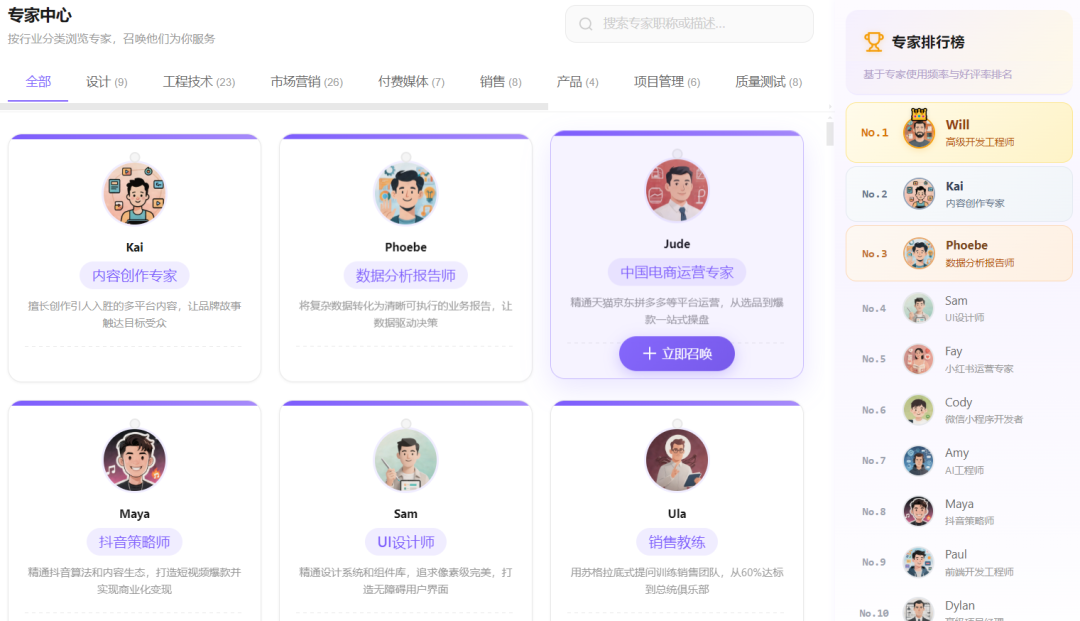 专家中心
按行业分类浏览专家，召唤他们为你服务
搜索专家职称或描述...
全部 设计 (9) 工程技术 (23) 市场营销 (26) 付费媒体 (7) 销售 (8) 产品 (4) 项目管理 (6) 质量测试 (8)
Kai
内容创作专家
擅长创作引人入胜的多平台内容，让品牌故事
触达目标受众
Phoebe
数据分析报告师
将复杂数据转化为清晰可执行的业务报告，让
数据驱动决策
Jude
中国电商运营专家
精通天猫京东拼多多等平台运营，从选品到爆
款一站式操盘
立即召唤
Maya
抖音策略师
精通抖音算法和内容生态，打造短视频爆款并
实现商业化变现
Sam
UI设计师
精通设计系统和组件库，追求像素级完美，打
造无障碍用户界面
Ula
销售教练
用苏格拉底式提问训练销售团队，从60%达标
到总统俱乐部
专家排行榜
基于专家使用频率与好评率排名
No.1
Will
高级开发工程师
No.2
Kai
内容创作专家
No.3
Phoebe
数据分析报告师
No.4
Sam
UI设计师
No.5
Fay
小红书运营专家
No.6
Cody
微信小程序开发者
No.7
Amy
AI工程师
No.8
Maya
抖音策略师
No.9
Paul
前端开发工程师
No.10
Dylan